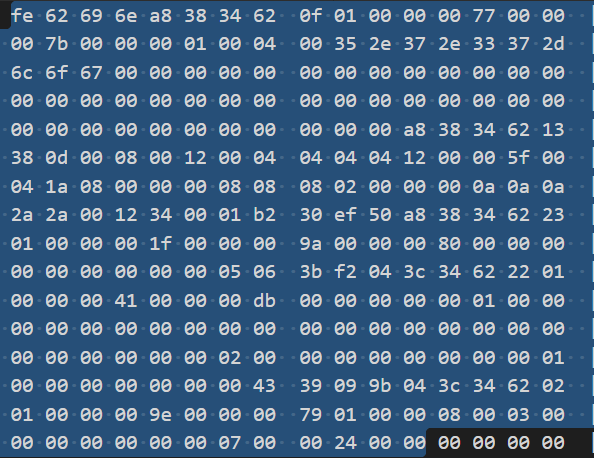 fe 62 69 6e a8 38 34 62 0f 01 00 00 00 77 00 00
00 7b 00 00 00 01 00 04 00 35 2e 37 2e 33 37 2d
6c 6f 67 00 00 00 00 00 00 00 00 00 00 00 00 00
00 00 00 00 00 00 00 00 00 00 00 00 00 00 00 00
00 00 00 00 00 00 00 00 00 00 00 a8 38 34 62 13
38 0d 00 08 00 12 00 04 04 04 04 12 00 00 5f 00
04 1a 08 00 00 00 08 08 08 02 00 00 00 0a 0a 0a
2a 2a 00 12 34 00 01 b2 30 ef 50 a8 38 34 62 23
01 00 00 00 1f 00 00 00 9a 00 00 00 80 00 00 00
00 00 00 00 00 00 05 06 3b f2 04 3c 34 62 22 01
00 00 00 41 00 00 00 db 00 00 00 00 00 01 00 00
00 00 00 00 00 00 00 00 00 00 00 00 00 00 00 00
00 00 00 00 00 00 02 00 00 00 00 00 00 00 00 01
00 00 00 00 00 00 00 43 39 09 9b 04 3c 34 62 02
01 00 00 00 9e 00 00 00 79 01 00 00 08 00 03 00
00 00 00 00 00 00 07 00 00 24 00 00 00 00 00 00